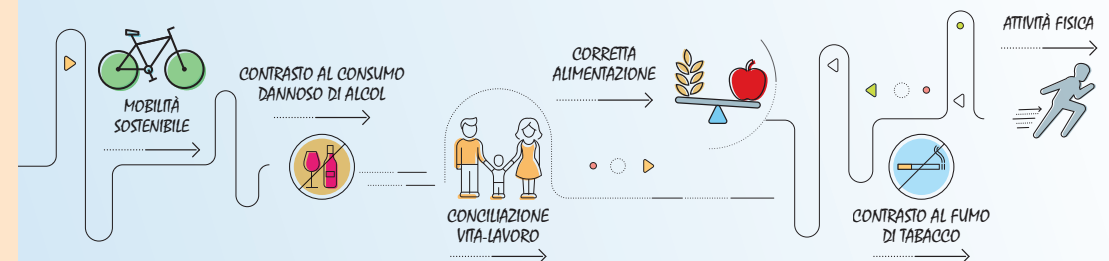 MOBILITÀ
SOSTENIBILE
CONTRASTO AL CONSUMO
DANNOSO DI ALCOL
CONCILIAZIONE
VITA-LAVORO
CORRETTA
ALIMENTAZIONE
CONTRASTO AL FUMO
DI TABACCO
ATTIVITÀ FISICA